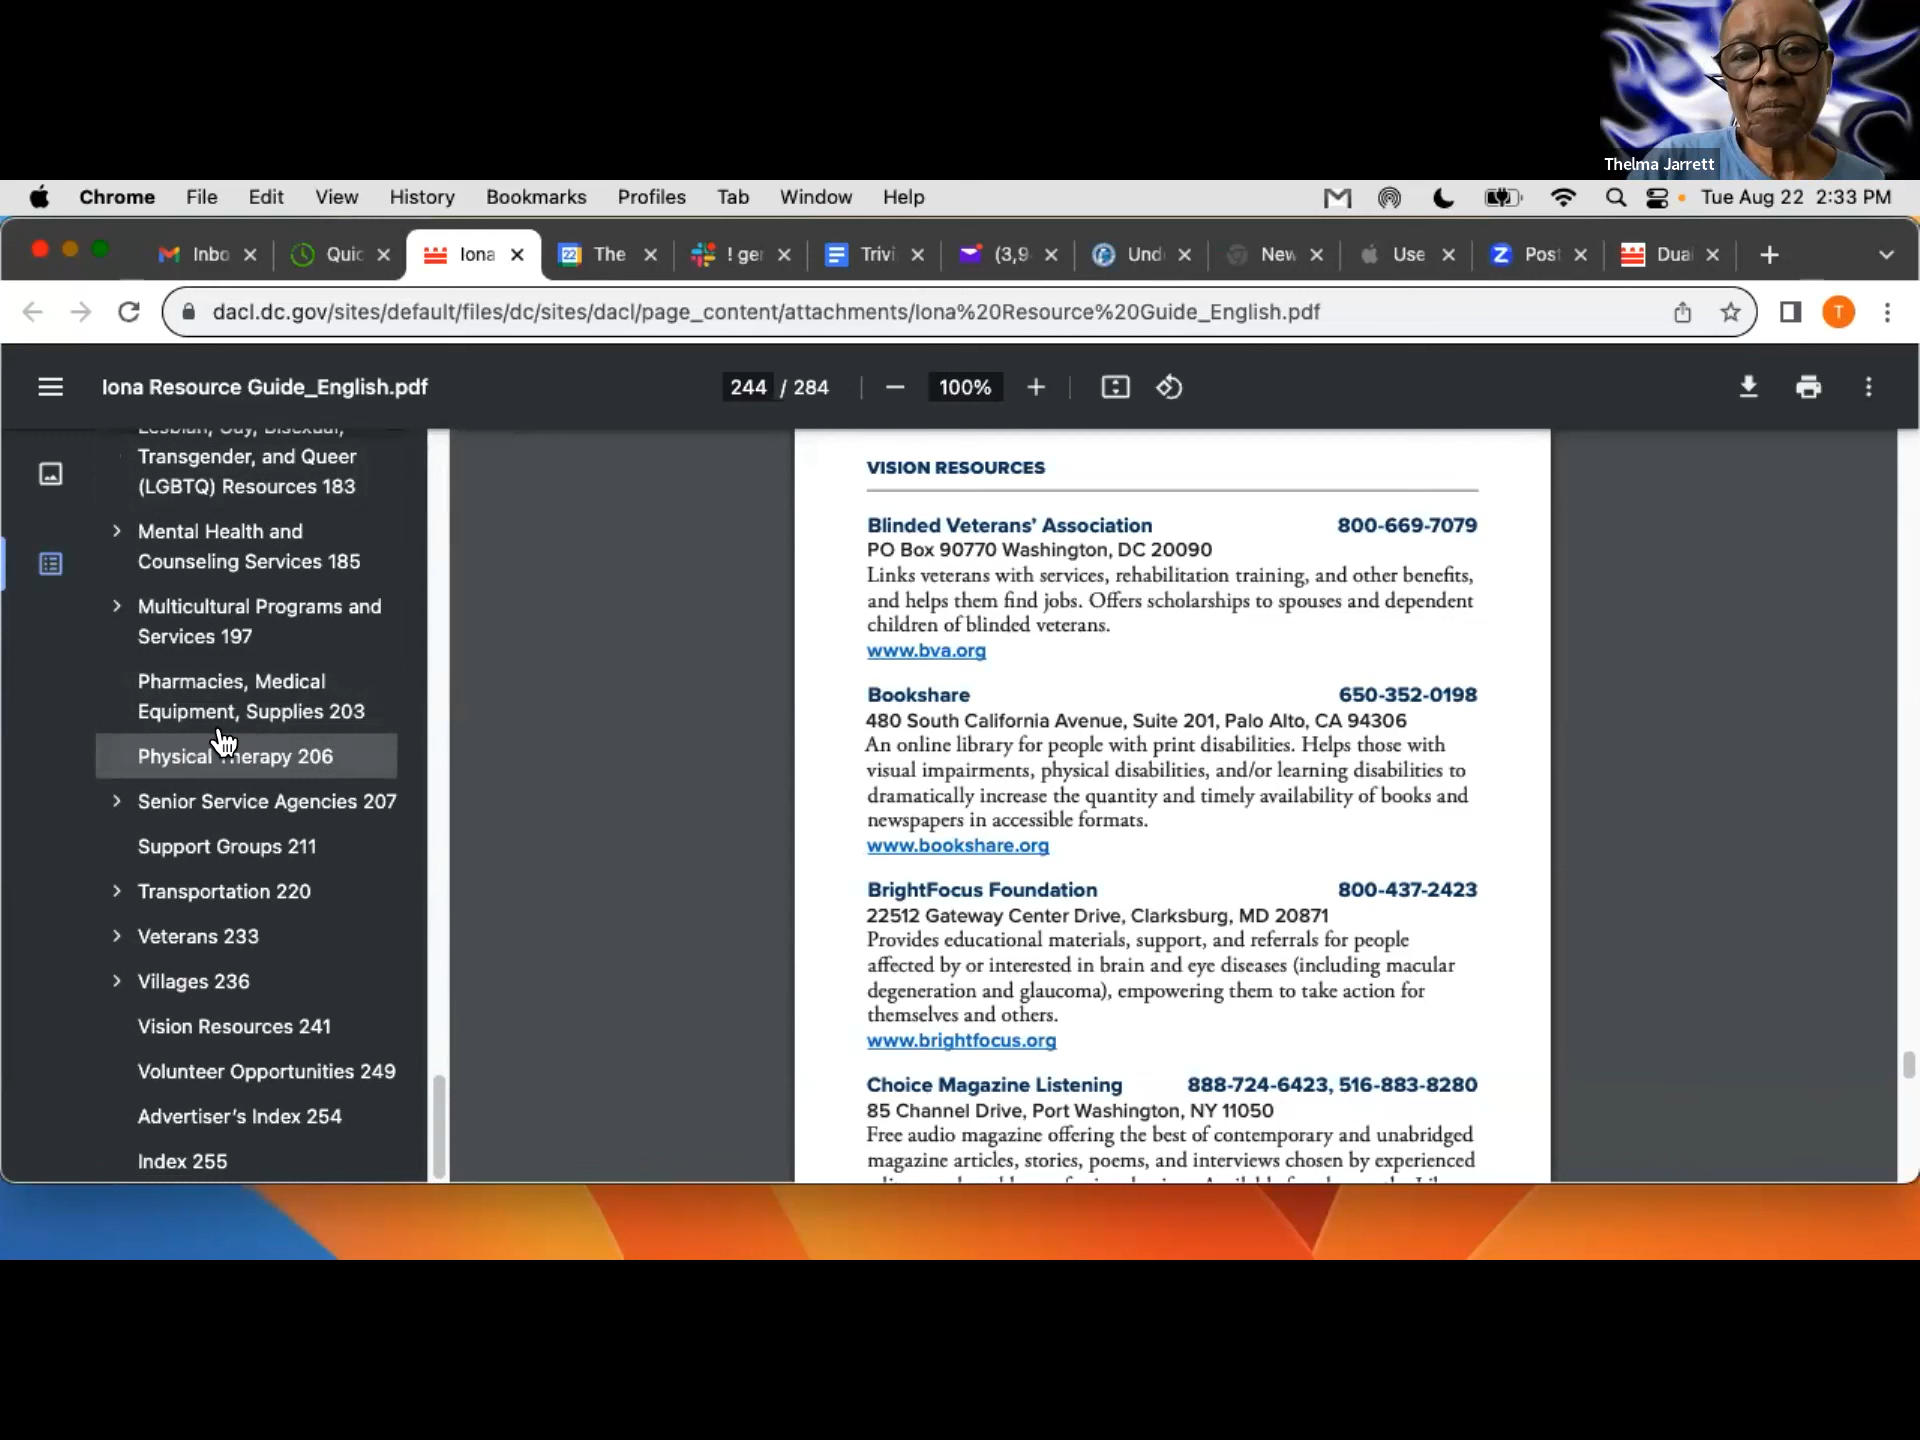 Thelma Jarrett
Chrome File Edit View History Bookmarks Profiles Tab Window Help Tue Aug 22 2:33 PM
Inbo Quic Iona 22 The ! ger Trivi (3,9 Und New Use Z Post Dua
dacl.dc.gov/sites/default/files/dc/sites/dacl/page_content/attachments/Iona%20Resource%20Guide_English.pdf T
Iona Resource Guide_English.pdf 244 / 284 100%
Lesbian, Gay, Bisexual,
Transgender, and Queer
(LGBTQ) Resources 183
Mental Health and
Counseling Services 185
Multicultural Programs and
Services 197
Pharmacies, Medical
Equipment, Supplies 203
Physical Therapy 206
Senior Service Agencies 207
Support Groups 211
Transportation 220
Veterans 233
Villages 236
Vision Resources 241
Volunteer Opportunities 249
Advertiser's Index 254
Index 255
VISION RESOURCES
Blinded Veterans' Association 800-669-7079
PO Box 90770 Washington, DC 20090
Links veterans with services, rehabilitation training, and other benefits,
and helps them find jobs. Offers scholarships to spouses and dependent
children of blinded veterans.
www.bva.org
Bookshare 650-352-0198
480 South California Avenue, Suite 201, Palo Alto, CA 94306
An online library for people with print disabilities. Helps those with
visual impairments, physical disabilities, and/or learning disabilities to
dramatically increase the quantity and timely availability of books and
newspapers in accessible formats.
www.bookshare.org
BrightFocus Foundation 800-437-2423
22512 Gateway Center Drive, Clarksburg, MD 20871
Provides educational materials, support, and referrals for people
affected by or interested in brain and eye diseases (including macular
degeneration and glaucoma), empowering them to take action for
themselves and others.
www.brightfocus.org
Choice Magazine Listening 888-724-6423, 516-883-8280
85 Channel Drive, Port Washington, NY 11050
Free audio magazine offering the best of contemporary and unabridged
magazine articles, stories, poems, and interviews chosen by experienced